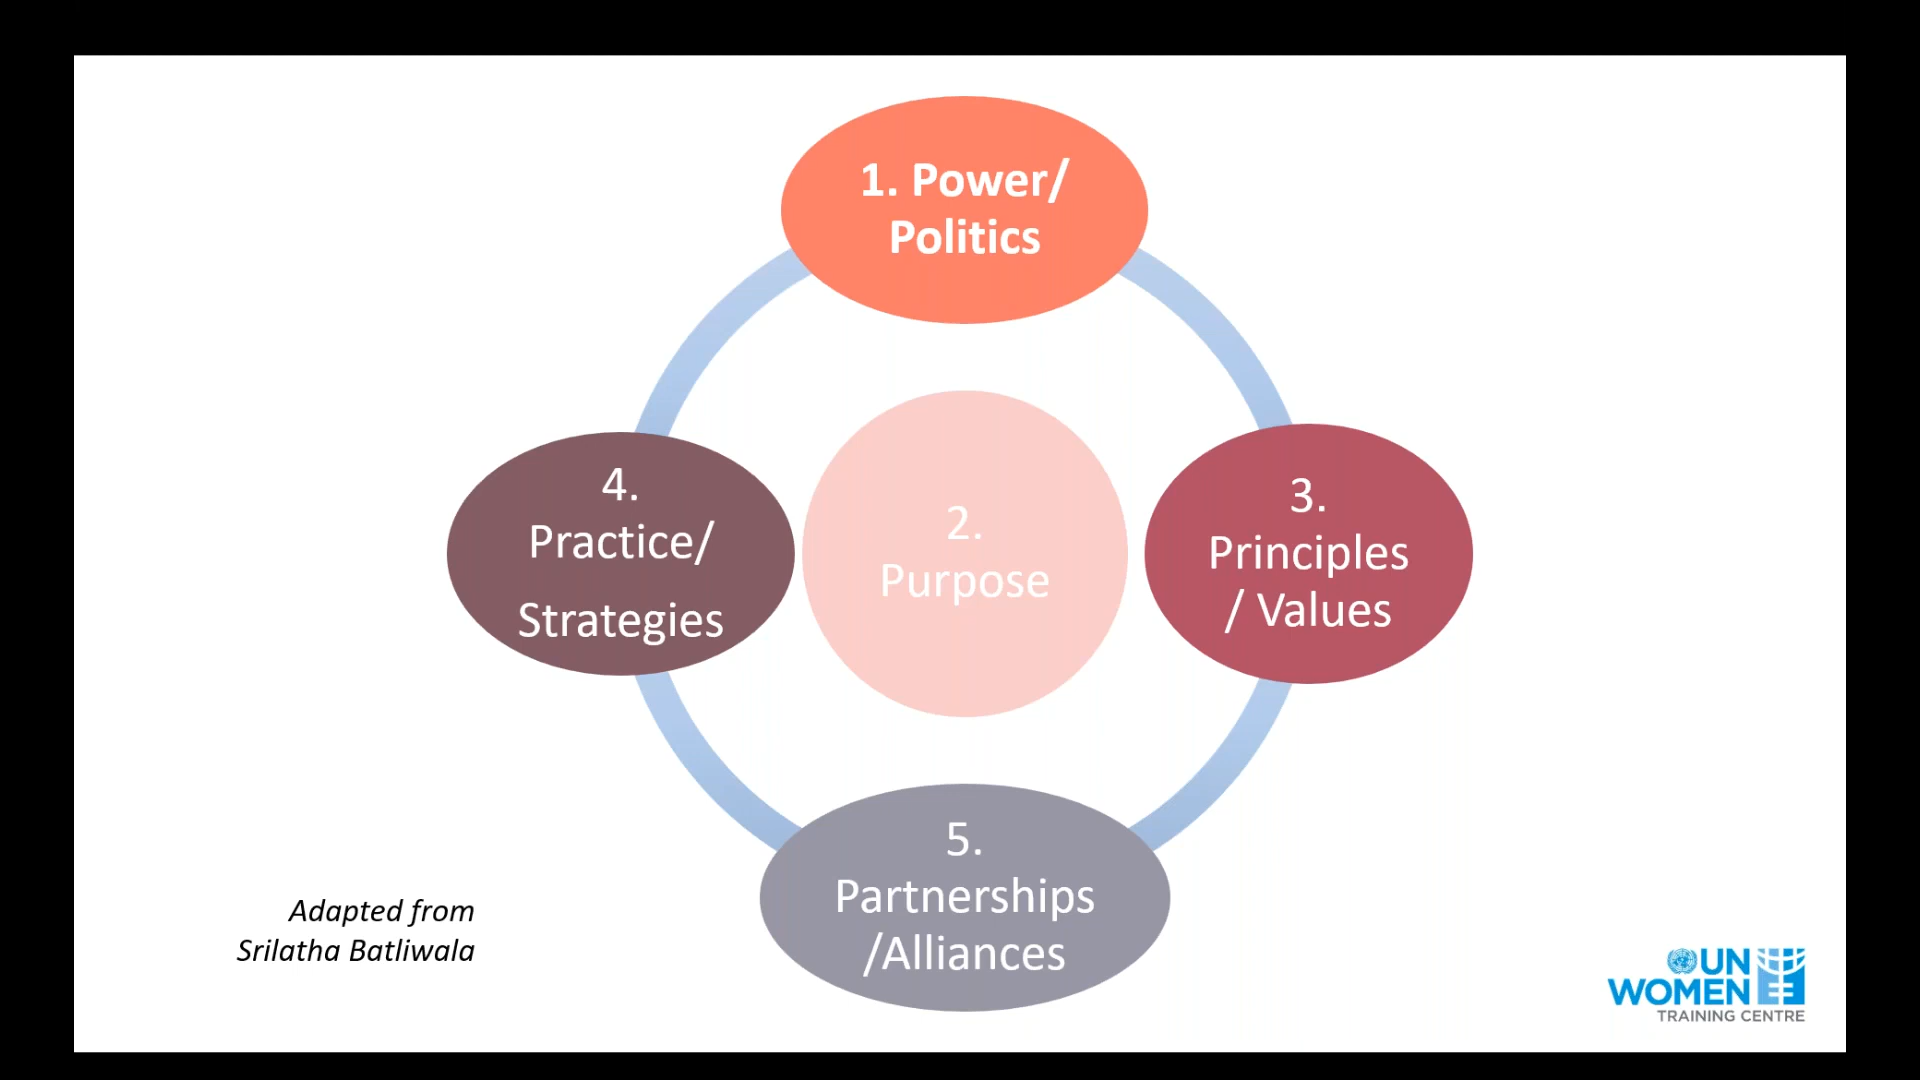 1. Power/
Politics
2.
Purpose
3.
Principles
/ Values
4.
Practice/
Strategies
5.
Partnerships
/Alliances
Adapted from
Srilatha Batliwala
UN
WOMEN
TRAINING CENTRE